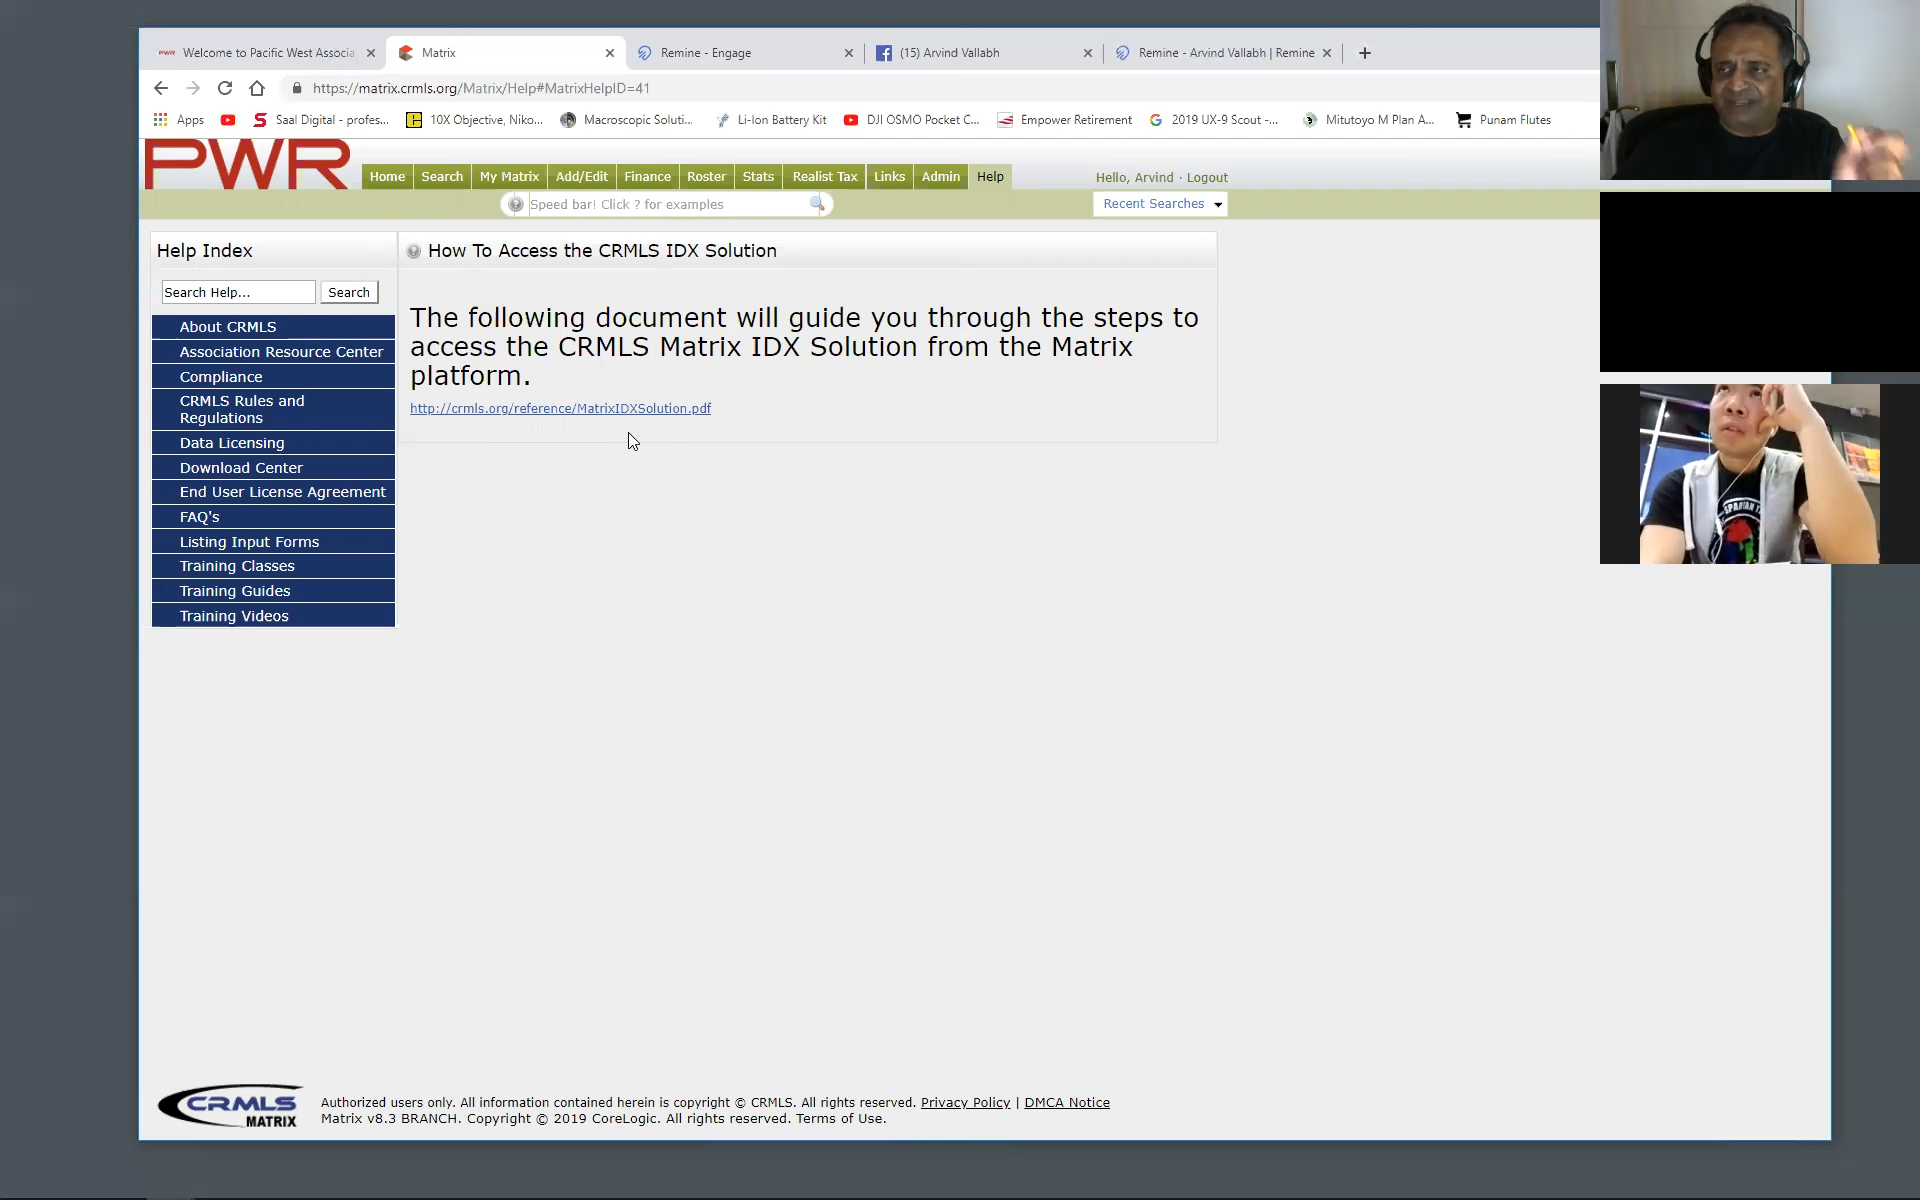 Welcome to Pacific West Associa
Matrix
Remine - Engage
(15) Arvind Vallabh
Remine - Arvind Vallabh | Remine
https://matrix.crmls.org/Matrix/Help#MatrixHelpID=41
Apps
Saal Digital - profes...
10X Objective, Niko...
Macroscopic Soluti...
Li-Ion Battery Kit
DJI OSMO Pocket C...
Empower Retirement
2019 UX-9 Scout -...
Mitutoyo M Plan A...
Punam Flutes
PWR
Home
Search
My Matrix
Add/Edit
Finance
Roster
Stats
Realist Tax
Links
Admin
Help
Hello, Arvind · Logout
Speed bar! Click ? for examples
Recent Searches
Help Index
Search Help...
Search
About CRMLS
Association Resource Center
Compliance
CRMLS Rules and
Regulations
Data Licensing
Download Center
End User License Agreement
FAQ's
Listing Input Forms
Training Classes
Training Guides
Training Videos
How To Access the CRMLS IDX Solution
The following document will guide you through the steps to
access the CRMLS Matrix IDX Solution from the Matrix
platform.
http://crmls.org/reference/MatrixIDXSolution.pdf
CRMLS
MATRIX
Authorized users only. All information contained herein is copyright © CRMLS. All rights reserved. Privacy Policy | DMCA Notice
Matrix v8.3 BRANCH. Copyright © 2019 CoreLogic. All rights reserved. Terms of Use.